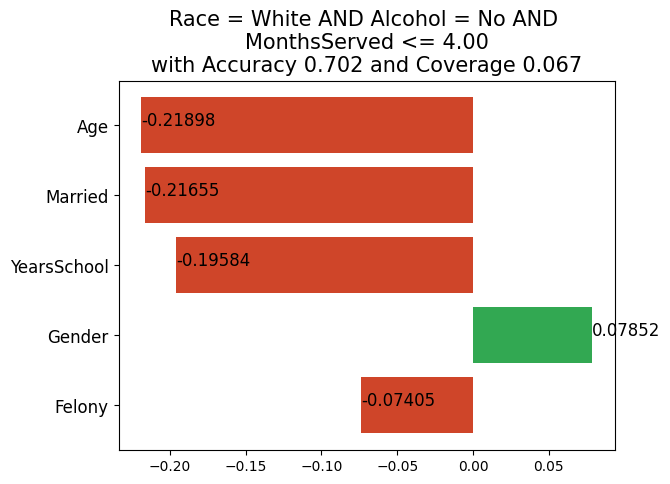 Race = White AND Alcohol = No AND
MonthsServed <= 4.00
with Accuracy 0.702 and Coverage 0.067
Age
-0.21898
Married
-0.21655
YearsSchool
-0.19584
Gender
0.07852
Felony
-0.07405
−0.20 −0.15 −0.10 −0.05 0.00 0.05